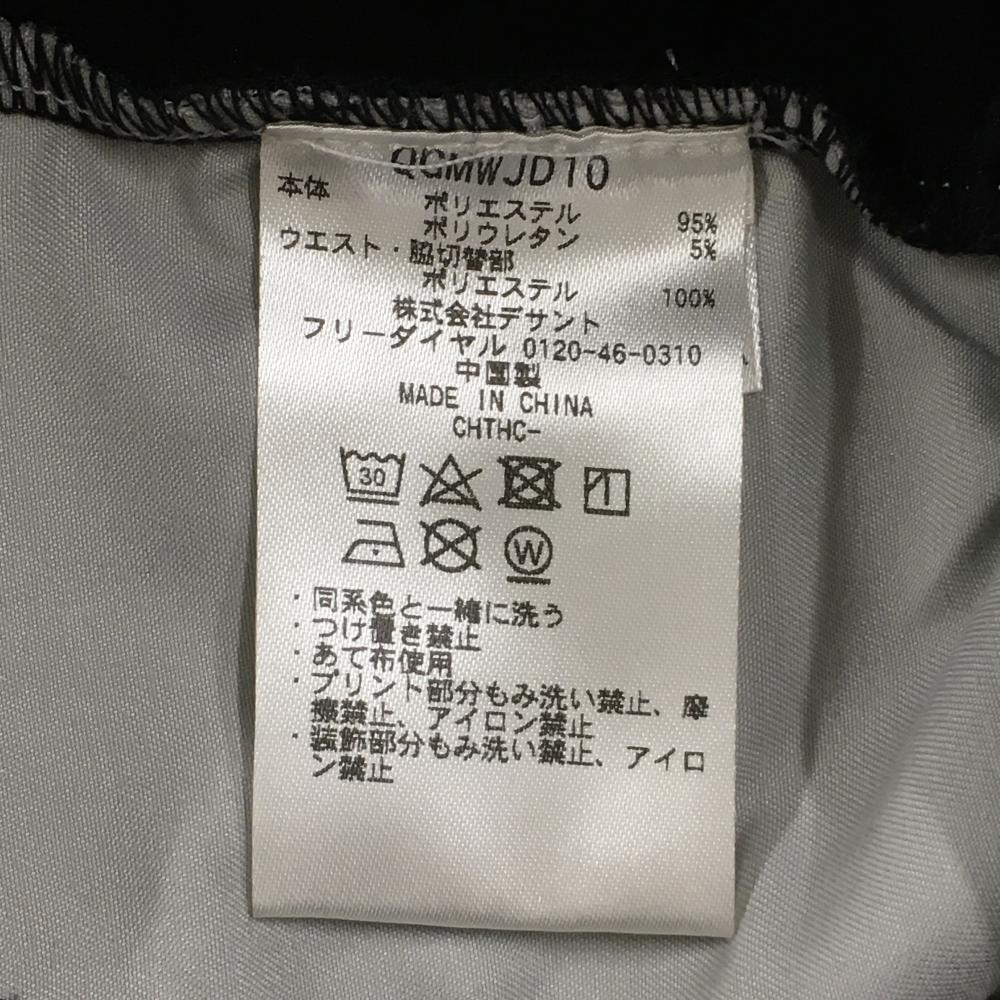 QGMWJD10
本体
ポリエステル 95%
ポリウレタン 5%
ウエスト・脇切替部
ポリエステル 100%
株式会社デサント
フリーダイヤル 0120-46-0310
中国製
MADE IN CHINA
CHTHC-
30
W
・同系色と一緒に洗う
・つけ置き禁止
・あて布使用
・プリント部分もみ洗い禁止、摩
擦禁止、アイロン禁止
・装飾部分もみ洗い禁止、アイロ
ン禁止